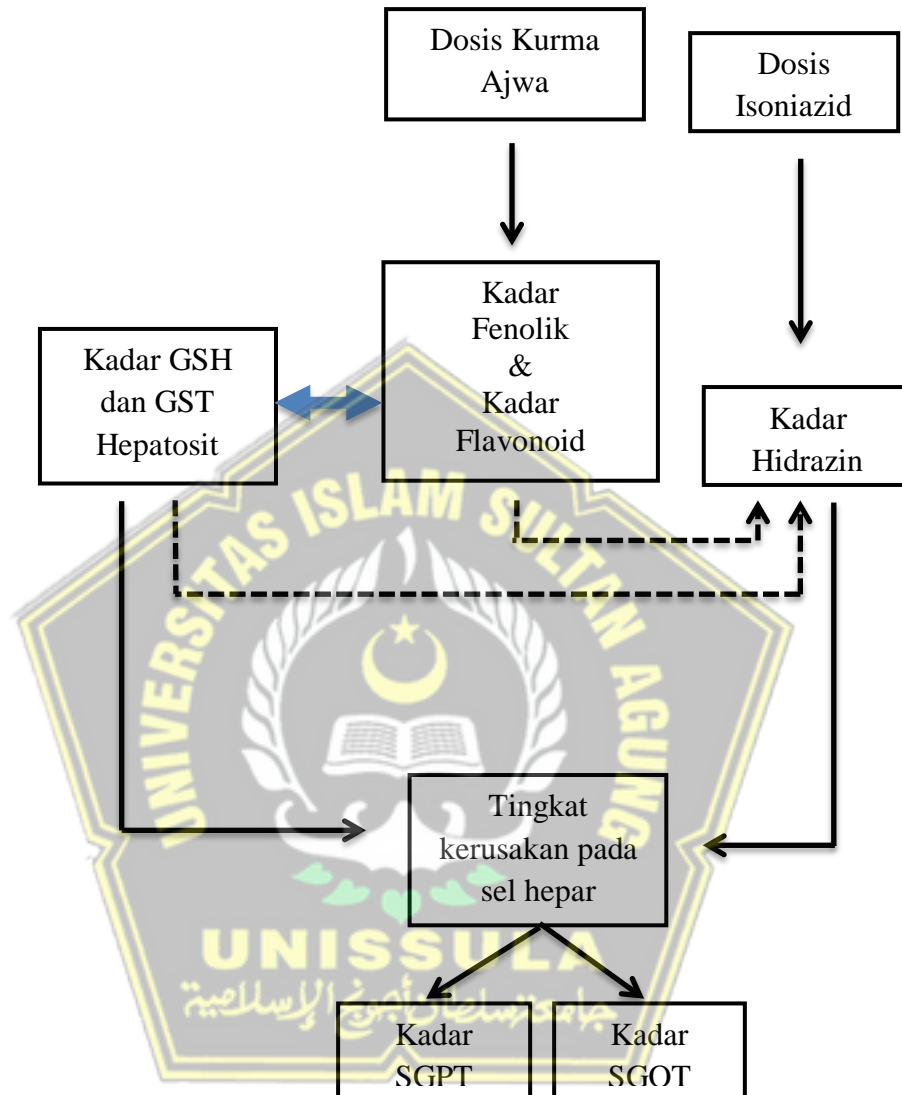 Dosis Kurma
Ajwa
Dosis
Isoniazid
Kadar
Fenolik
&
Kadar
Flavonoid
Kadar GSH
dan GST
Hepatosit
Kadar
Hidrazin
UNIVERSITAS ISLAM SULTAN AGUNG
Tingkat
kerusakan pada
sel hepar
UNISSULA
جامعة سلطان أجونج الإسلامية
Kadar
SGPT
Kadar
SGOT